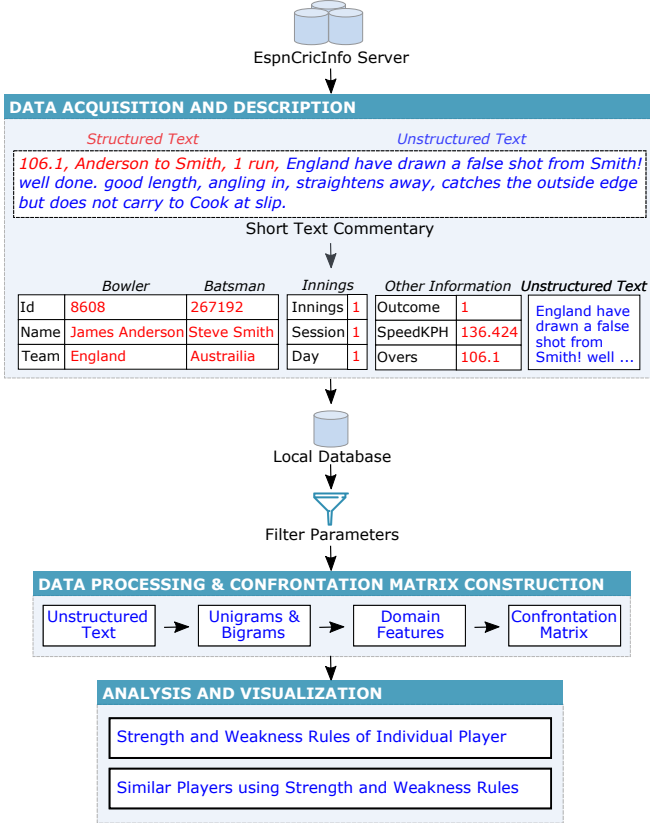 EspnCricInfo Server
DATA ACQUISITION AND DESCRIPTION
Structured Text Unstructured Text
106.1, Anderson to Smith, 1 run, England have drawn a false shot from Smith!
well done. good length, angling in, straightens away, catches the outside edge
but does not carry to Cook at slip.
Short Text Commentary
Bowler Batsman Innings Other Information Unstructured Text
Id 8608 267192 Innings 1 Outcome 1
Name James Anderson Steve Smith Session 1 SpeedKPH 136.424
Team England Austrailia Day 1 Overs 106.1
England have
drawn a false
shot from
Smith! well ...
Local Database
Filter Parameters
DATA PROCESSING & CONFRONTATION MATRIX CONSTRUCTION
Unstructured Text
Unigrams & Bigrams
Domain Features
Confrontation Matrix
ANALYSIS AND VISUALIZATION
Strength and Weakness Rules of Individual Player
Similar Players using Strength and Weakness Rules